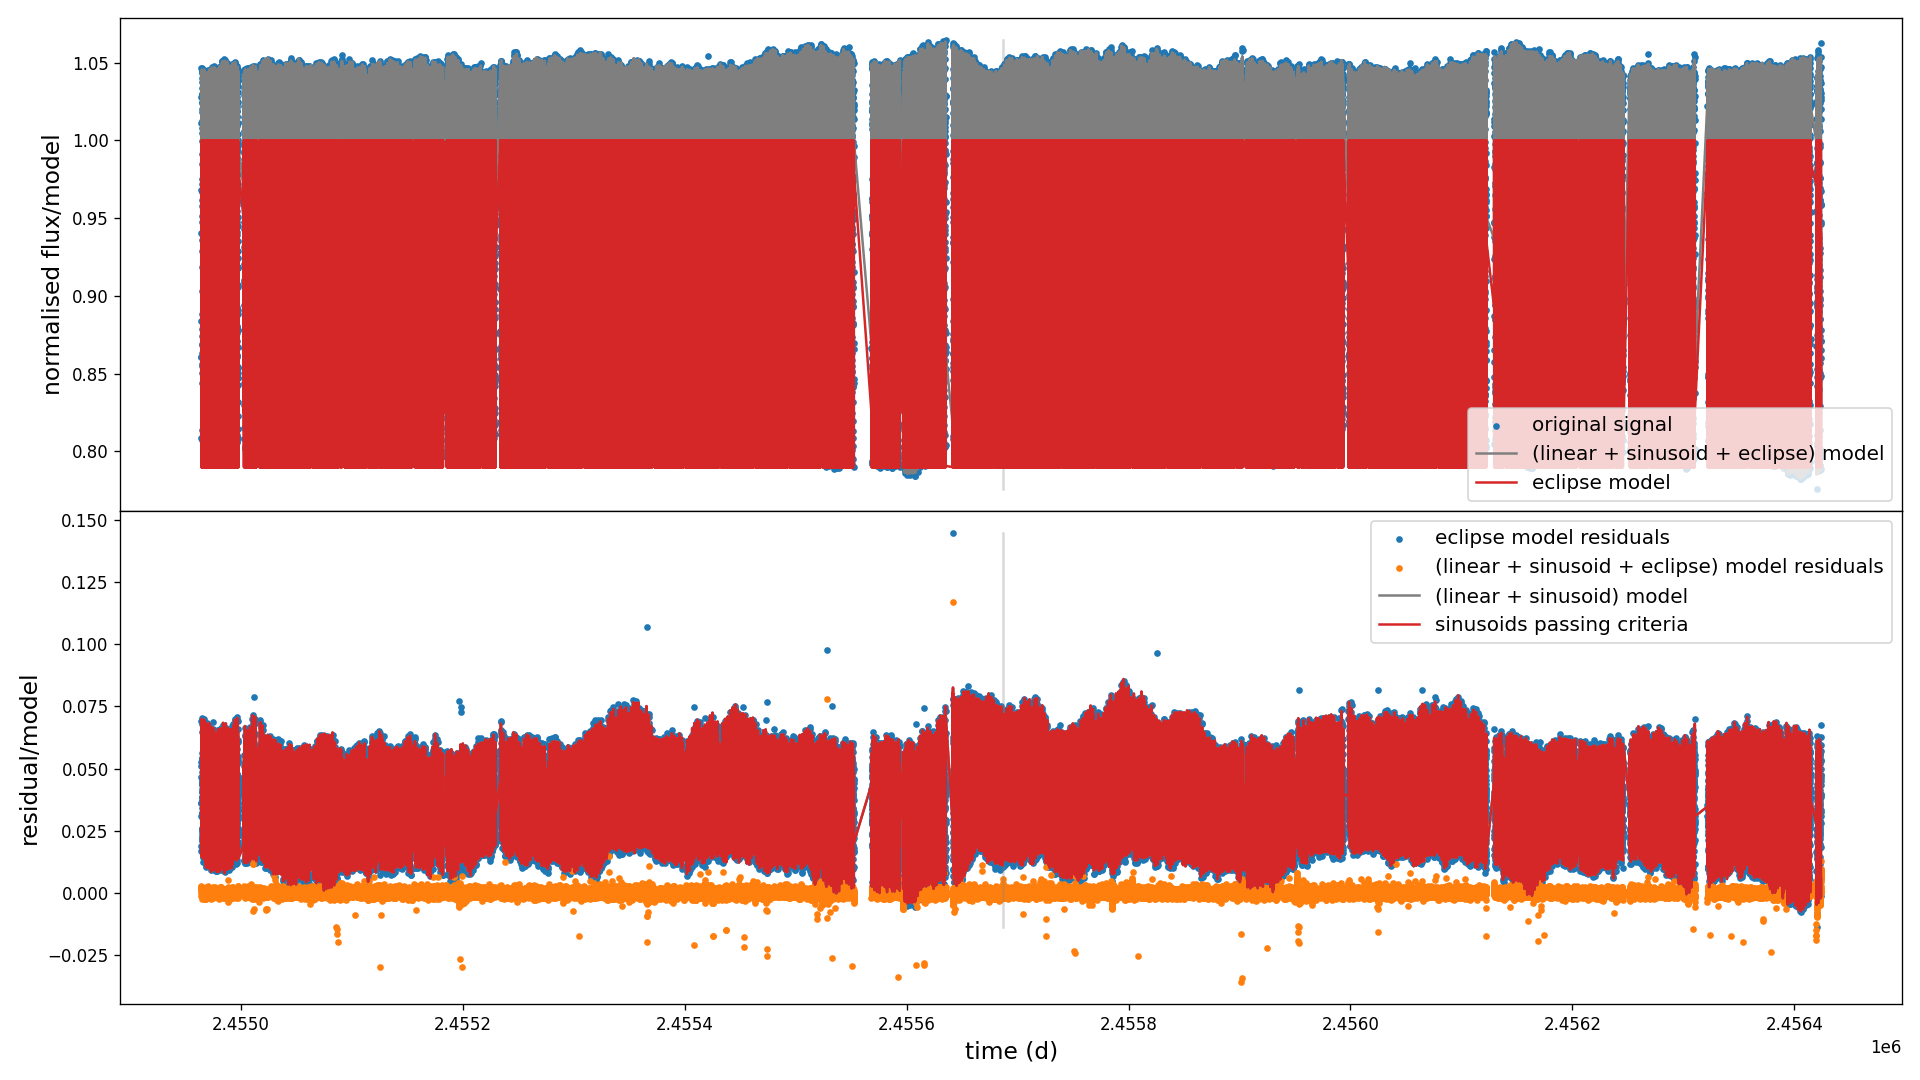 normalised flux/model
1.05
1.00
0.95
0.90
0.85
0.80
original signal
(linear + sinusoid + eclipse) model
eclipse model
residual/model
0.150
0.125
0.100
0.075
0.050
0.025
0.000
−0.025
eclipse model residuals
(linear + sinusoid + eclipse) model residuals
(linear + sinusoid) model
sinusoids passing criteria
2.4550
2.4552
2.4554
2.4556
2.4558
2.4560
2.4562
2.4564
time (d)
1e6